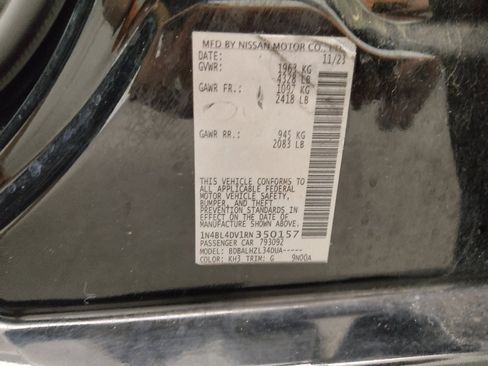 MFD BY NISSAN MOTOR CO., LTD.
DATE: 11/23
GVWR: 1963 KG
4328 LB
GAWR FR: 1097 KG
2418 LB
GAWR RR: 945 KG
2083 LB
THIS VEHICLE CONFORMS TO
ALL APPLICABLE FEDERAL
MOTOR VEHICLE SAFETY,
BUMPER, AND THEFT
PREVENTION STANDARDS IN
EFFECT ON THE DATE OF
MANUFACTURE SHOWN ABOVE.
1N4BL4DV1RN350157
PASSENGER CAR 793092
MODEL: BDBALHZL34DUA-----
COLOR: KH3 TRIM: G 9N00A